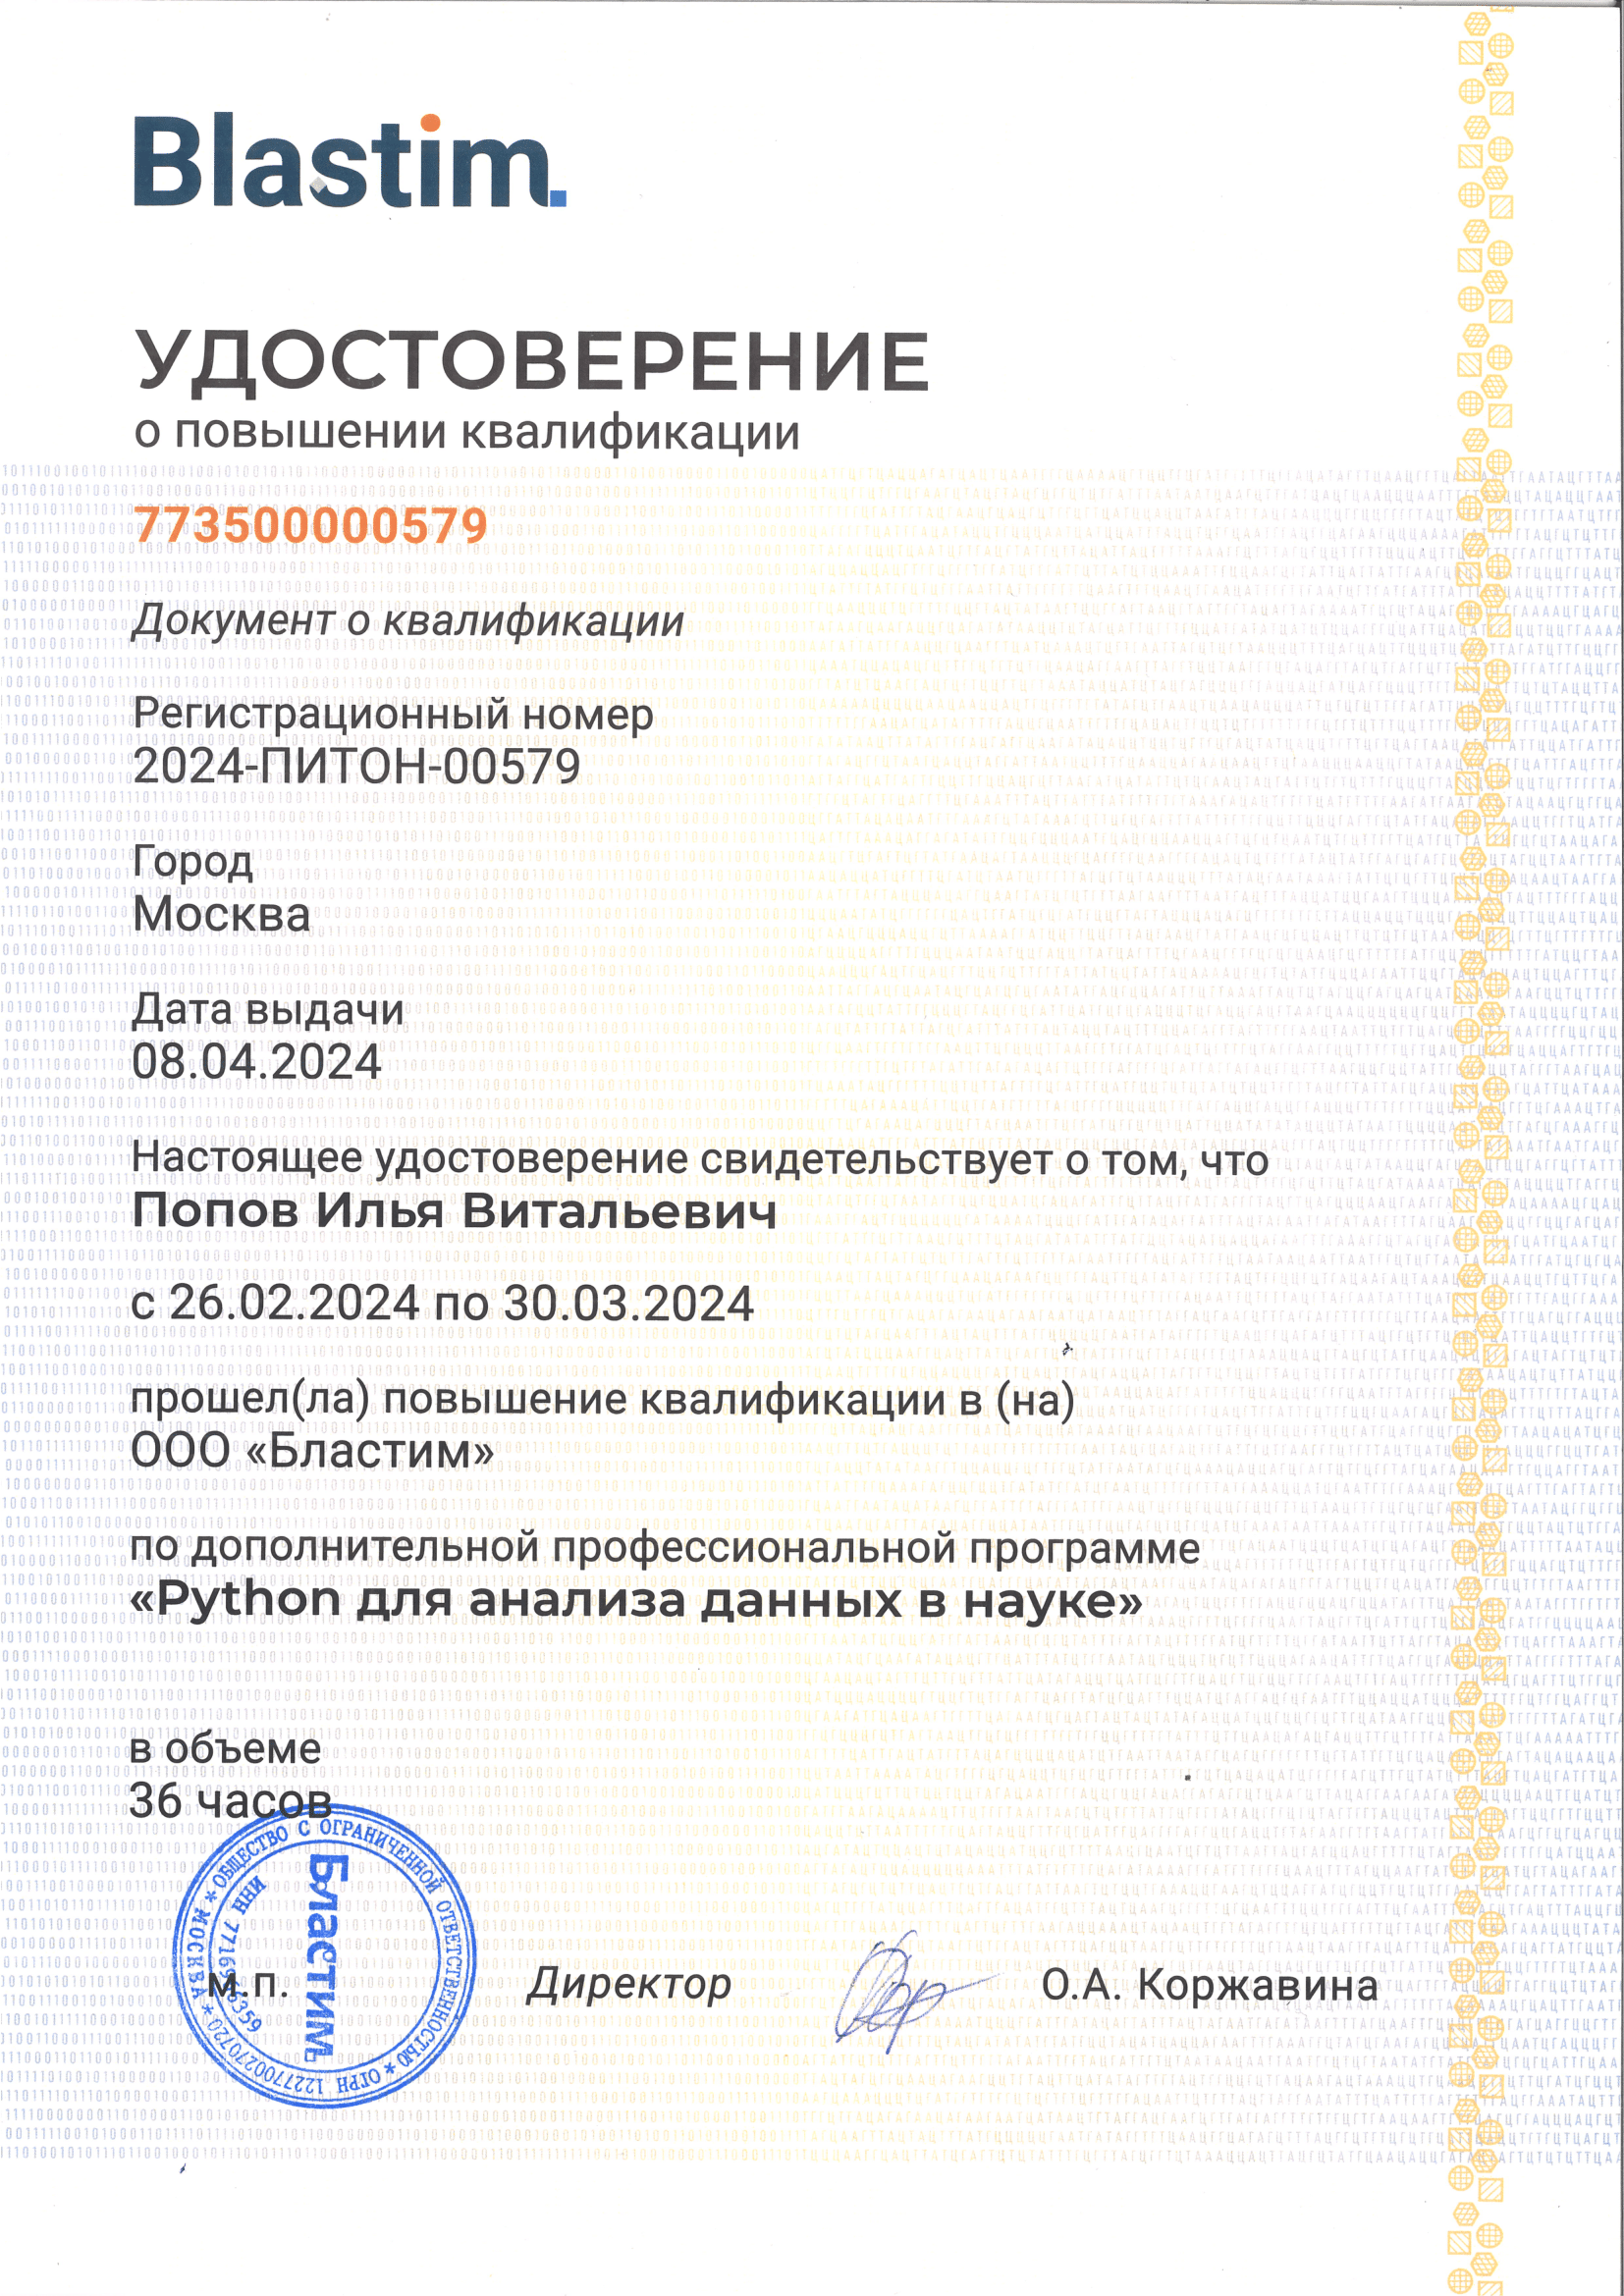 Blastim.
УДОСТОВЕРЕНИЕ
о повышении квалификации
773500000579
Документ о квалификации
Регистрационный номер
2024-ПИТОН-00579
Город
Москва
Дата выдачи
08.04.2024
Настоящее удостоверение свидетельствует о том, что
Попов Илья Витальевич
с 26.02.2024 по 30.03.2024
прошел(ла) повышение квалификации в (на)
ООО «Бластим»
по дополнительной профессиональной программе
«Python для анализа данных в науке»
в объеме
36 часов
ОБЩЕСТВО С ОГРАНИЧЕННОЙ ОТВЕТСТВЕННОСТЬЮ * ОГРН 1227700270720 * МОСКВА *
ИНН
Бластим.
м.п.
Директор
О.А. Коржавина